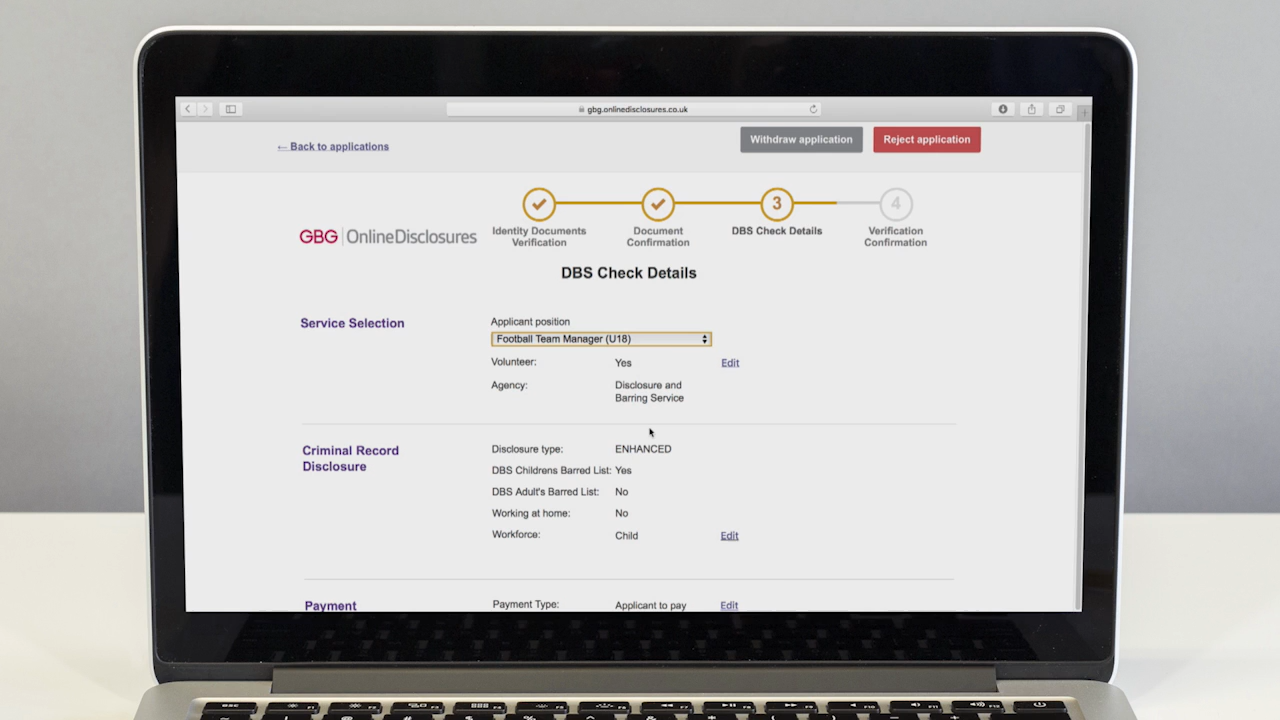 gbg.onlinedisclosures.co.uk
← Back to applications
Withdraw application
Reject application
GBG | OnlineDisclosures
Identity Documents
Verification
Document
Confirmation
3
DBS Check Details
4
Verification
Confirmation
DBS Check Details
Service Selection
Applicant position
Football Team Manager (U18)
Volunteer: Yes Edit
Agency: Disclosure and
Barring Service
Criminal Record
Disclosure
Disclosure type: ENHANCED
DBS Childrens Barred List: Yes
DBS Adult's Barred List: No
Working at home: No
Workforce: Child Edit
Payment
Payment Type: Applicant to pay Edit
esc